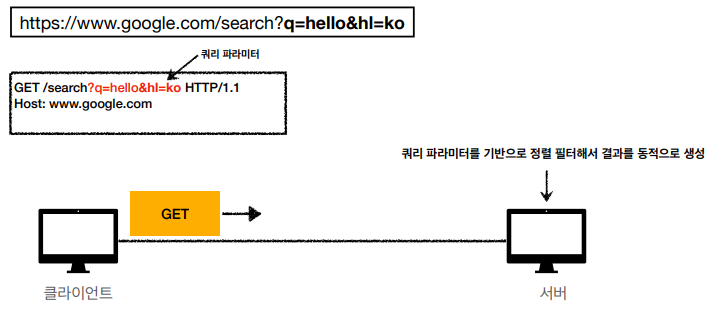 https://www.google.com/search?q=hello&hl=ko
쿼리 파라미터
GET /search?q=hello&hl=ko HTTP/1.1
Host: www.google.com
쿼리 파라미터를 기반으로 정렬 필터해서 결과를 동적으로 생성
GET
클라이언트
서버